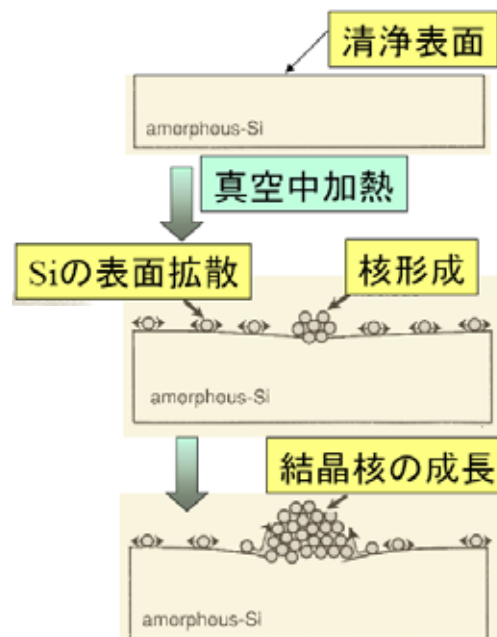 清浄表面
amorphous-Si
真空中加熱
Siの表面拡散
核形成
amorphous-Si
結晶核の成長
amorphous-Si